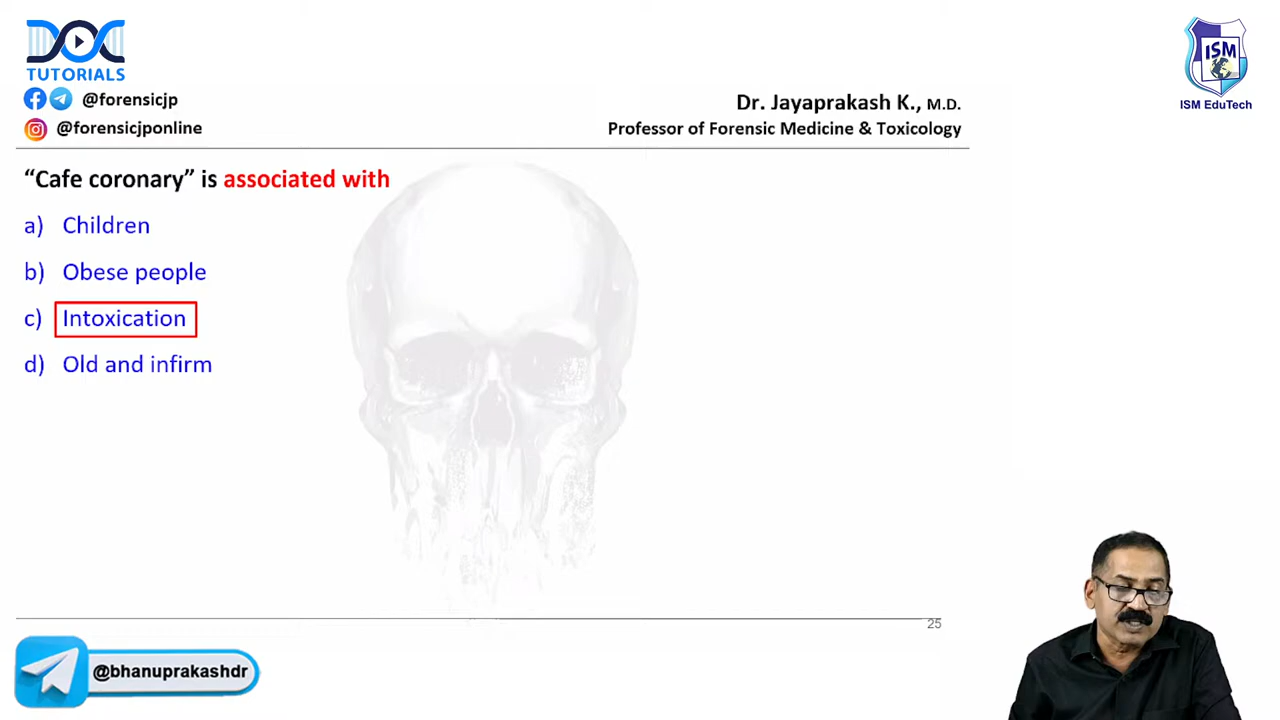 DOC
TUTORIALS
@forensicjp
@forensicjponline
Dr. Jayaprakash K., M.D.
Professor of Forensic Medicine & Toxicology
ISM
ISM EduTech
“Cafe coronary” is associated with
a) Children
b) Obese people
c) Intoxication
d) Old and infirm
25
@bhanuprakashdr